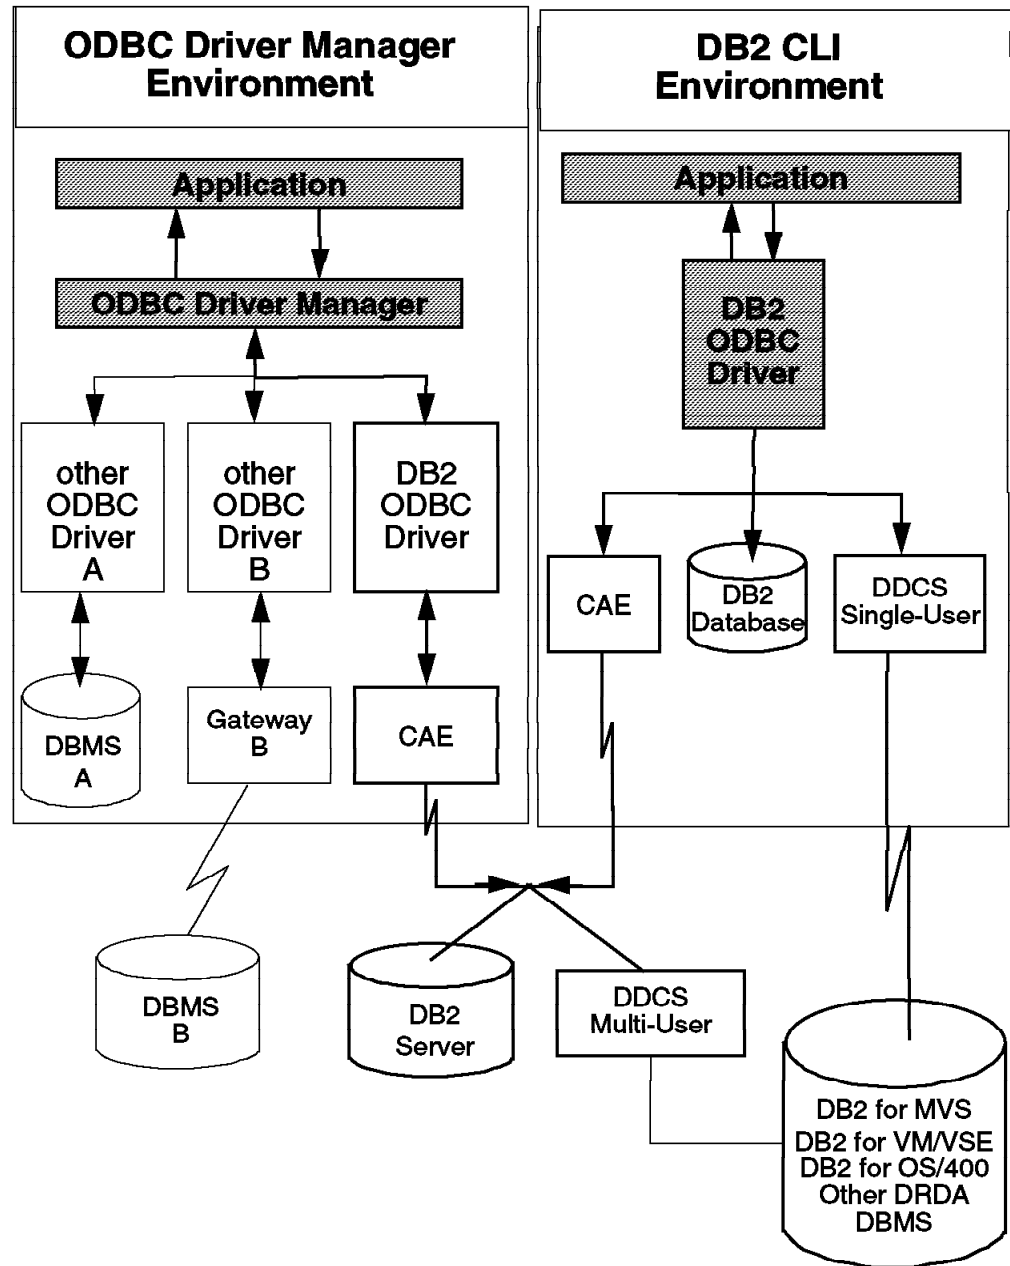 ODBC Driver Manager
Environment
DB2 CLI
Environment
Application
ODBC Driver Manager
other
ODBC
Driver
A
other
ODBC
Driver
B
DB2
ODBC
Driver
DBMS
A
Gateway
B
CAE
Application
DB2
ODBC
Driver
CAE
DB2
Database
DDCS
Single-User
DBMS
B
DB2
Server
DDCS
Multi-User
DB2 for MVS
DB2 for VM/VSE
DB2 for OS/400
Other DRDA
DBMS